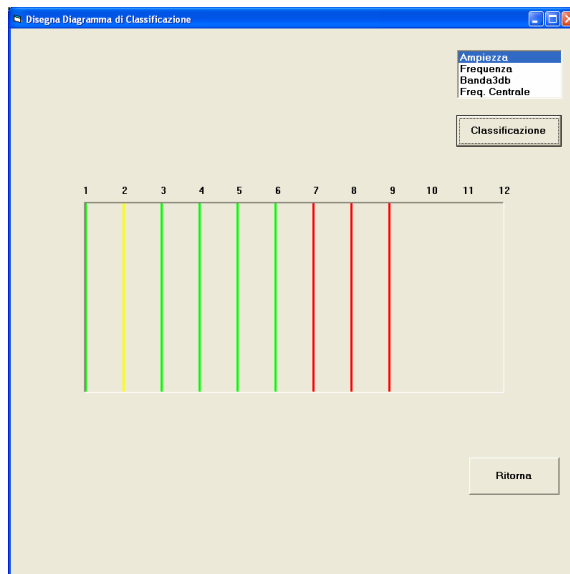 Disegna Diagramma di Classificazione
Ampiezza
Frequenza
Banda3db
Freq. Centrale
Classificazione
1 2 3 4 5 6 7 8 9 10 11 12
Ritorna